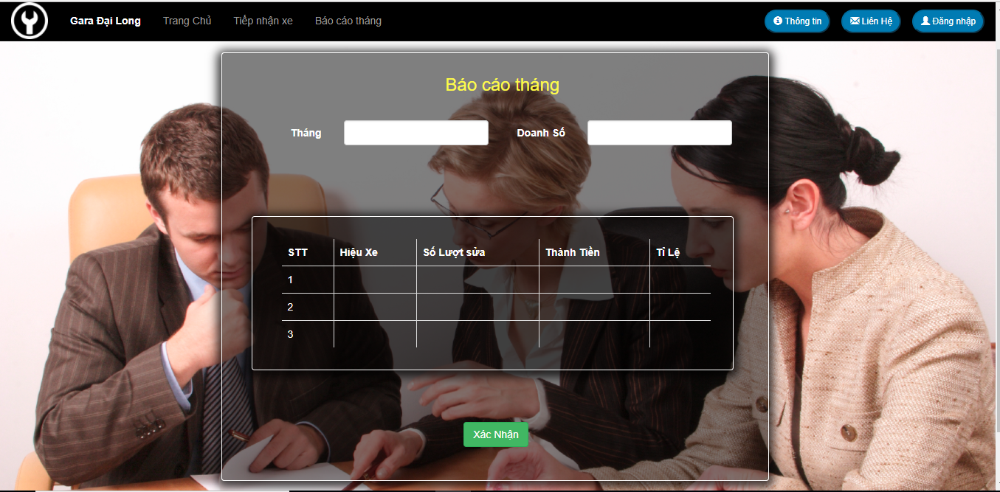 Gara Đại Long Trang Chủ Tiếp nhận xe Báo cáo tháng Thông tin Liên Hệ Đăng nhập
Báo cáo tháng
Tháng Doanh Số
STT Hiệu Xe Số Lượt sửa Thành Tiền Tỉ Lệ
1
2
3
Xác Nhận